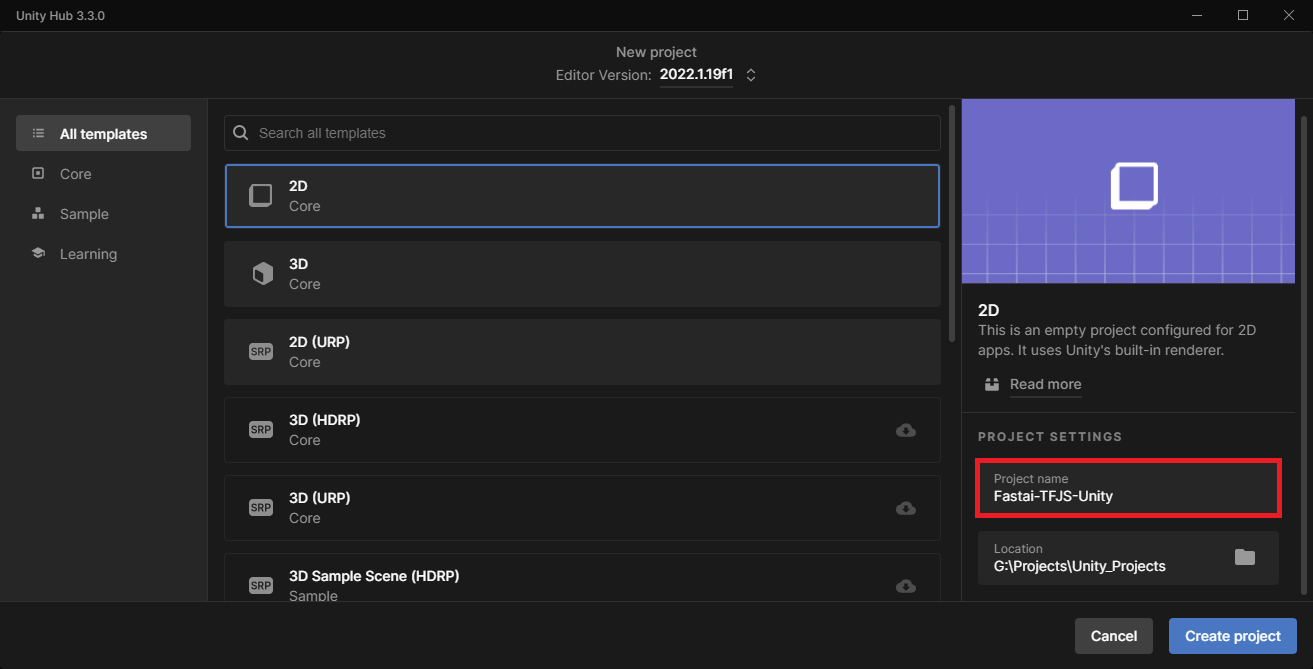 Unity Hub 3.3.0
New project
Editor Version: 2022.1.19f1
All templates
Core
Sample
Learning
Search all templates
2D
Core
3D
Core
SRP
2D (URP)
Core
SRP
3D (HDRP)
Core
SRP
3D (URP)
Core
SRP
3D Sample Scene (HDRP)
Sample
2D
This is an empty project configured for 2D
apps. It uses Unity's built-in renderer.
Read more
PROJECT SETTINGS
Project name
Fastai-TFJS-Unity
Location
G:\Projects\Unity_Projects
Cancel
Create project